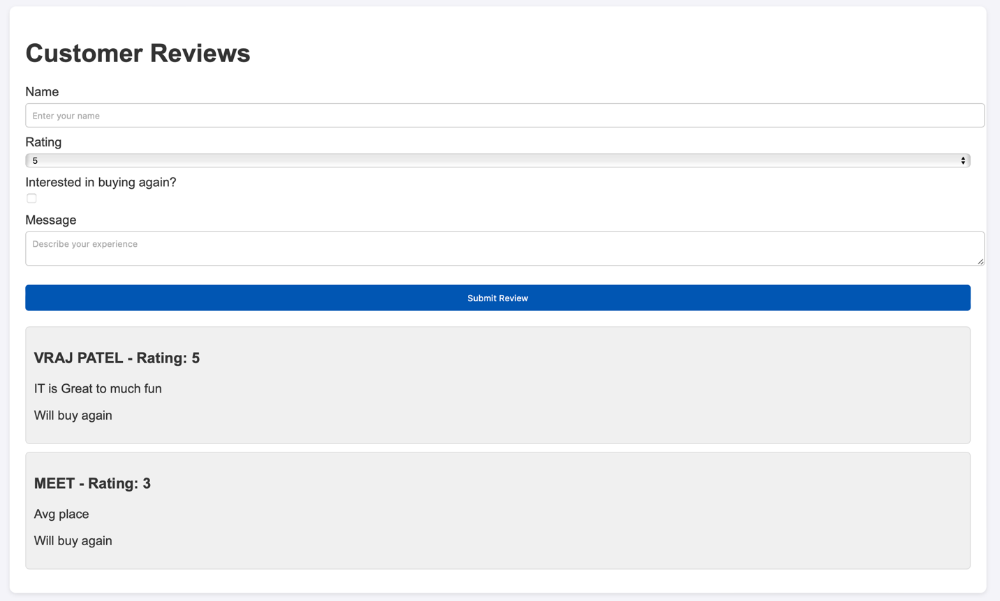 Customer Reviews
Name
Enter your name
Rating
5
Interested in buying again?
Message
Describe your experience
Submit Review
VRAJ PATEL - Rating: 5
IT is Great to much fun
Will buy again
MEET - Rating: 3
Avg place
Will buy again